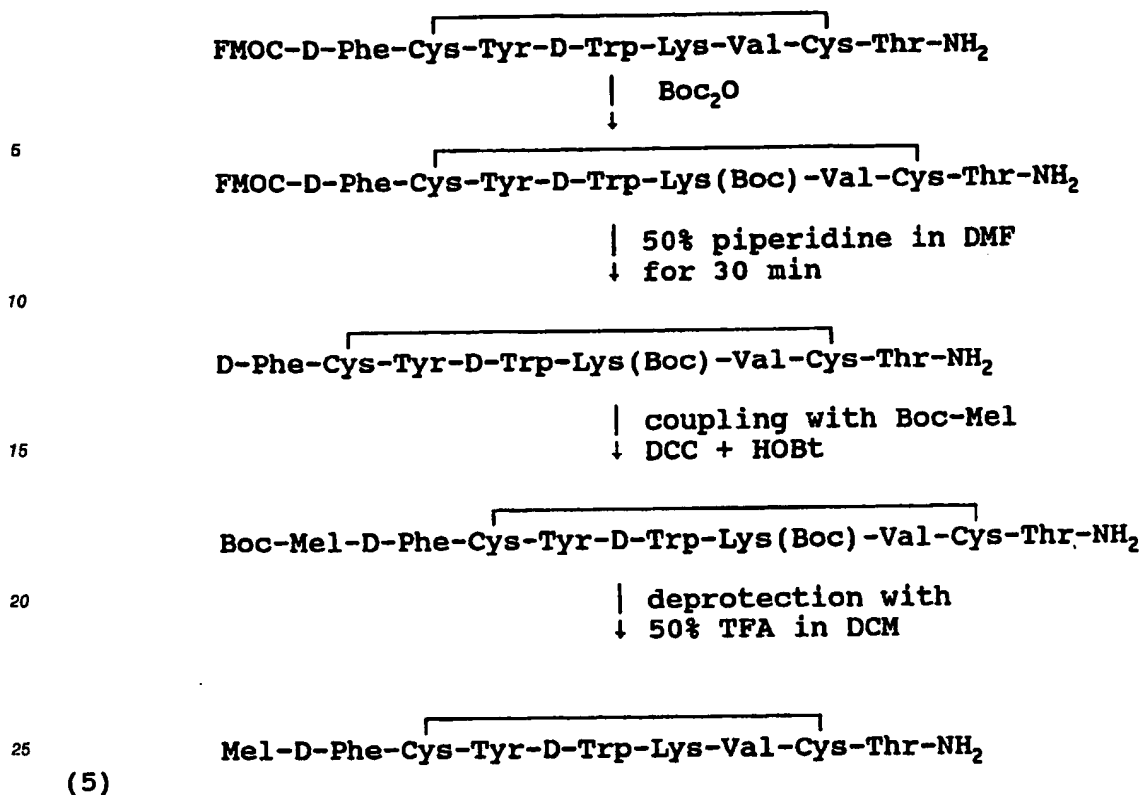 FMOC-D-Phe-Cys-Tyr-D-Trp-Lys-Val-Cys-Thr-NH₂
Boc₂O
5
FMOC-D-Phe-Cys-Tyr-D-Trp-Lys(Boc)-Val-Cys-Thr-NH₂
50% piperidine in DMF
for 30 min
10
D-Phe-Cys-Tyr-D-Trp-Lys(Boc)-Val-Cys-Thr-NH₂
coupling with Boc-Mel
15 DCC + HOBt
Boc-Mel-D-Phe-Cys-Tyr-D-Trp-Lys(Boc)-Val-Cys-Thr-NH₂
20 deprotection with
50% TFA in DCM
25 Mel-D-Phe-Cys-Tyr-D-Trp-Lys-Val-Cys-Thr-NH₂
(5)